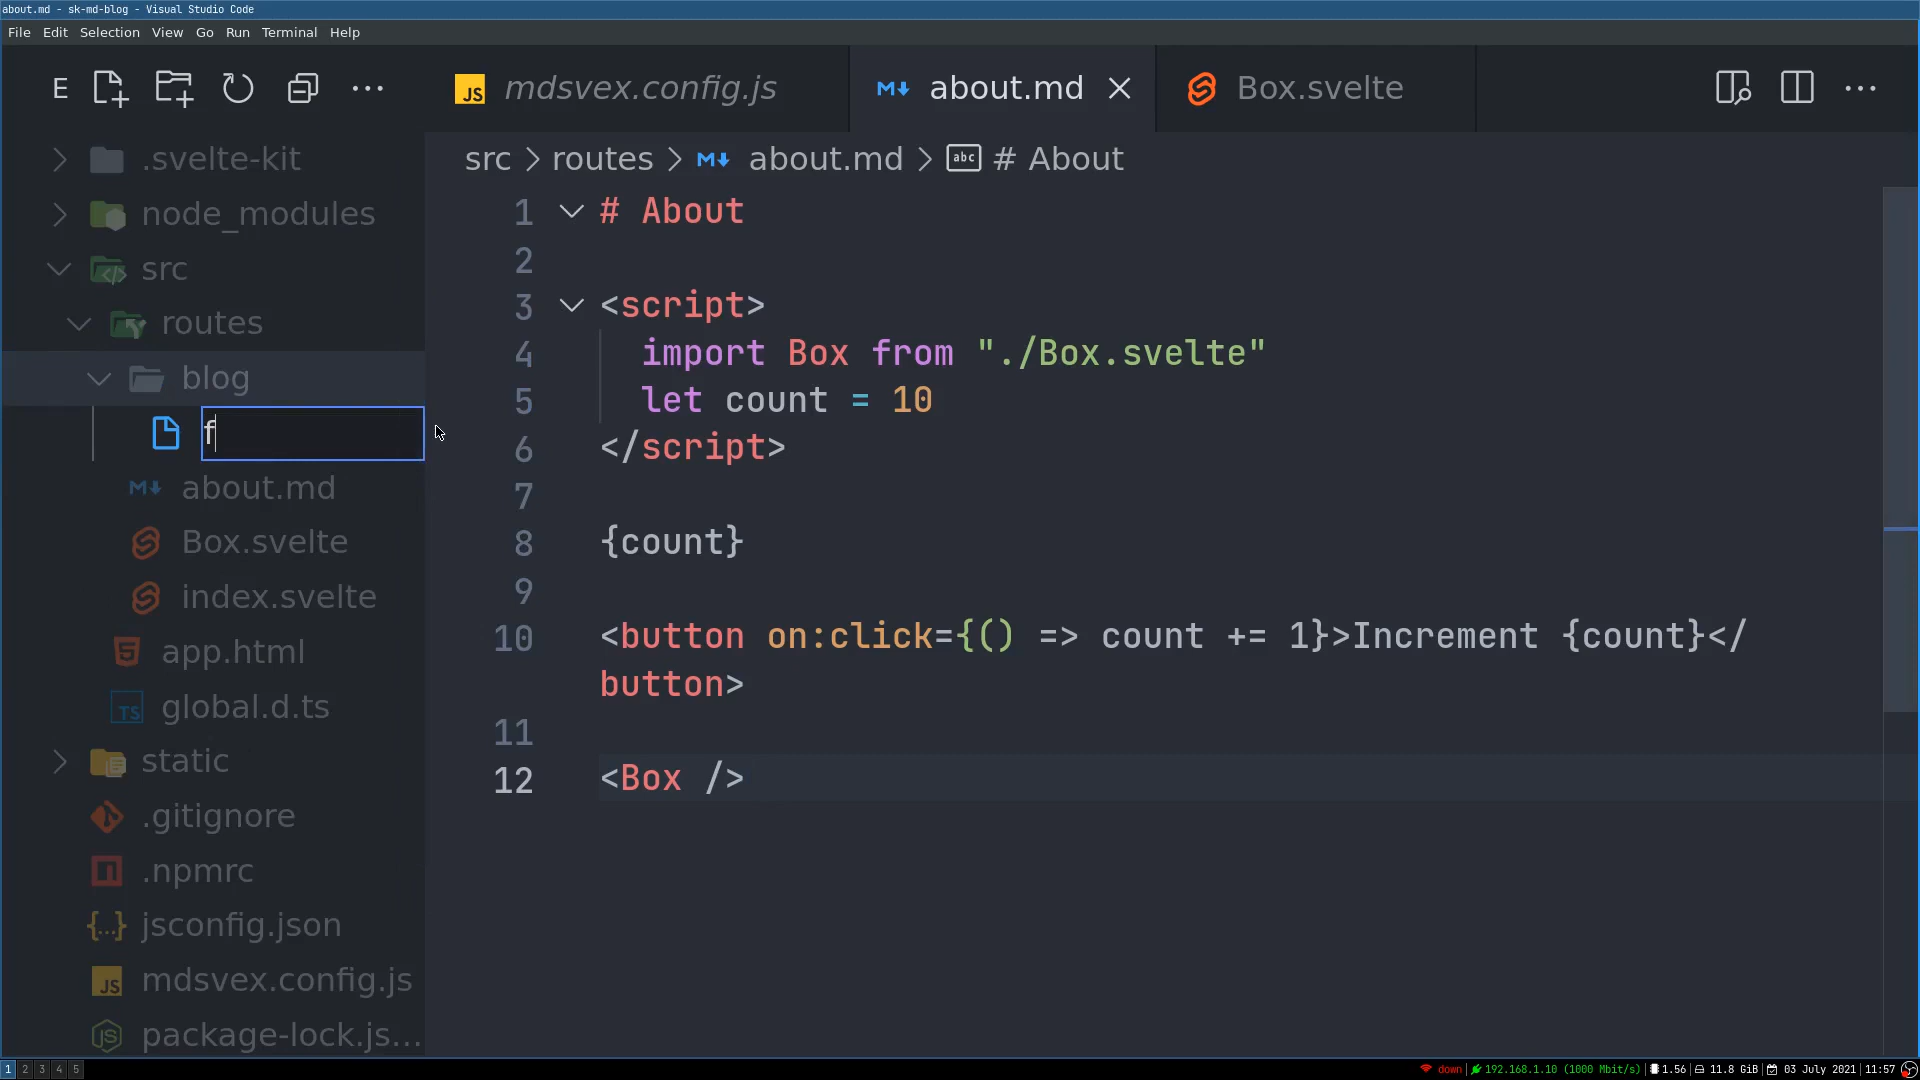 about.md - sk-md-blog - Visual Studio Code
File Edit Selection View Go Run Terminal Help
E
mdsvex.config.js
about.md
Box.svelte
src > routes > about.md > abc # About
.svelte-kit
node_modules
src
routes
blog
f
about.md
Box.svelte
index.svelte
app.html
TS global.d.ts
static
.gitignore
.npmrc
{...} jsconfig.json
JS mdsvex.config.js
JS package-lock.js...
1 # About
2
3 <script>
4 import Box from "./Box.svelte"
5 let count = 10
6 </script>
7
8 {count}
9
10 <button on:click={() => count += 1}>Increment {count}</
button>
11
12 <Box />
1 2 3 4 5
down | 192.168.1.10 (1000 Mbit/s) | 1.56 | 11.8 GiB | 03 July 2021 | 11:57